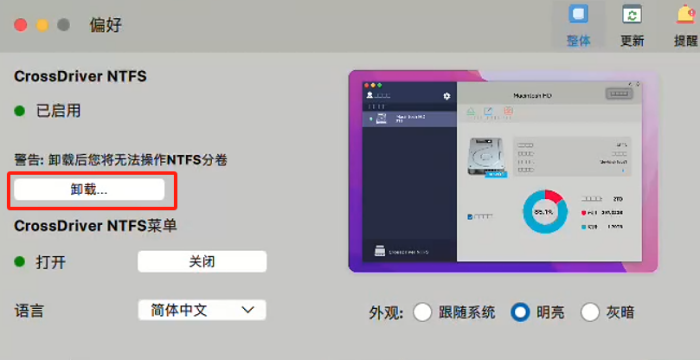 偏好
整体
更新
提醒
CrossDriver NTFS
已启用
警告: 卸载后您将无法操作NTFS分卷
卸载...
CrossDriver NTFS菜单
打开
关闭
语言
简体中文
Macintosh HD
CrossDriver NTFS
外观:
跟随系统
明亮
灰暗